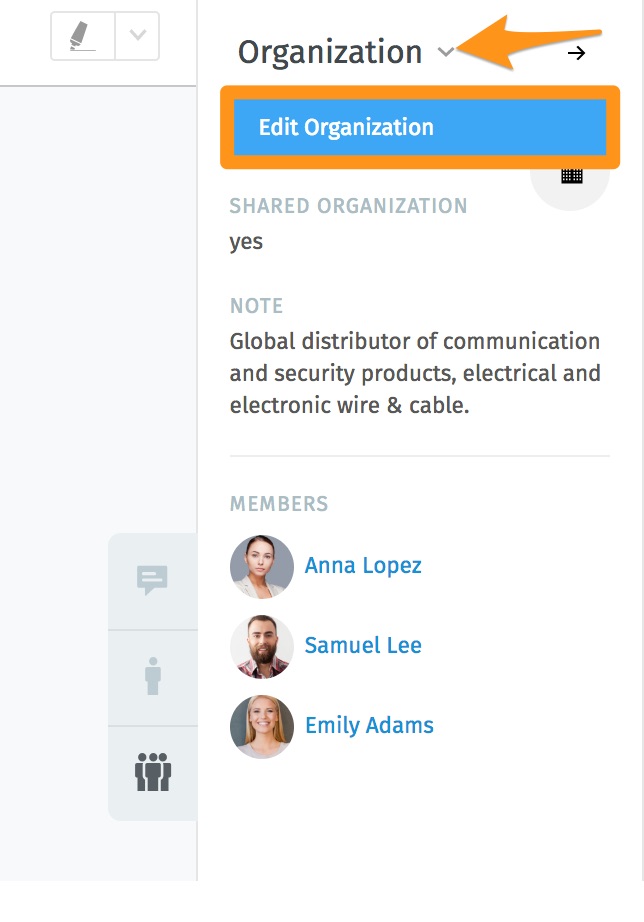 Organization
Edit Organization
SHARED ORGANIZATION
yes
NOTE
Global distributor of communication
and security products, electrical and
electronic wire & cable.
MEMBERS
Anna Lopez
Samuel Lee
Emily Adams